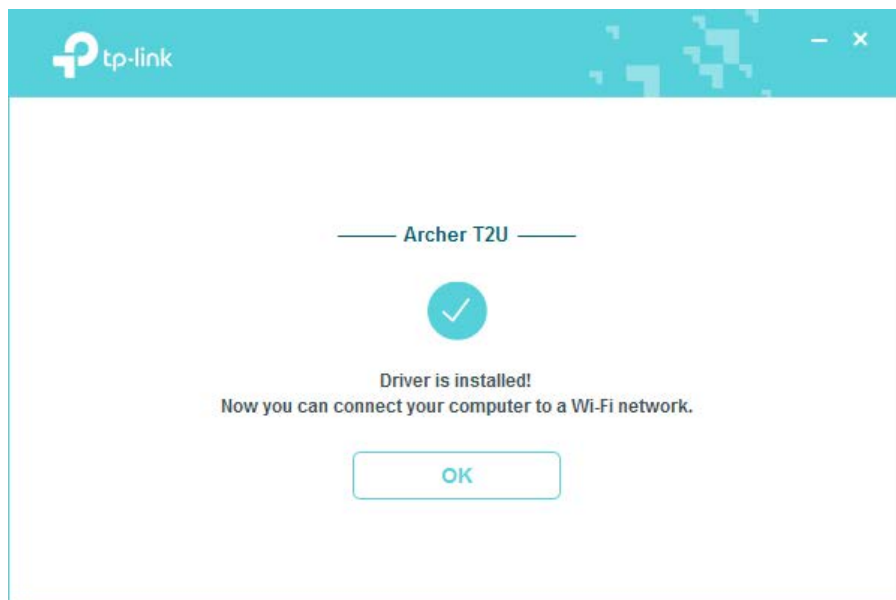 tp-link
Archer T2U
Driver is installed!
Now you can connect your computer to a Wi-Fi network.
OK